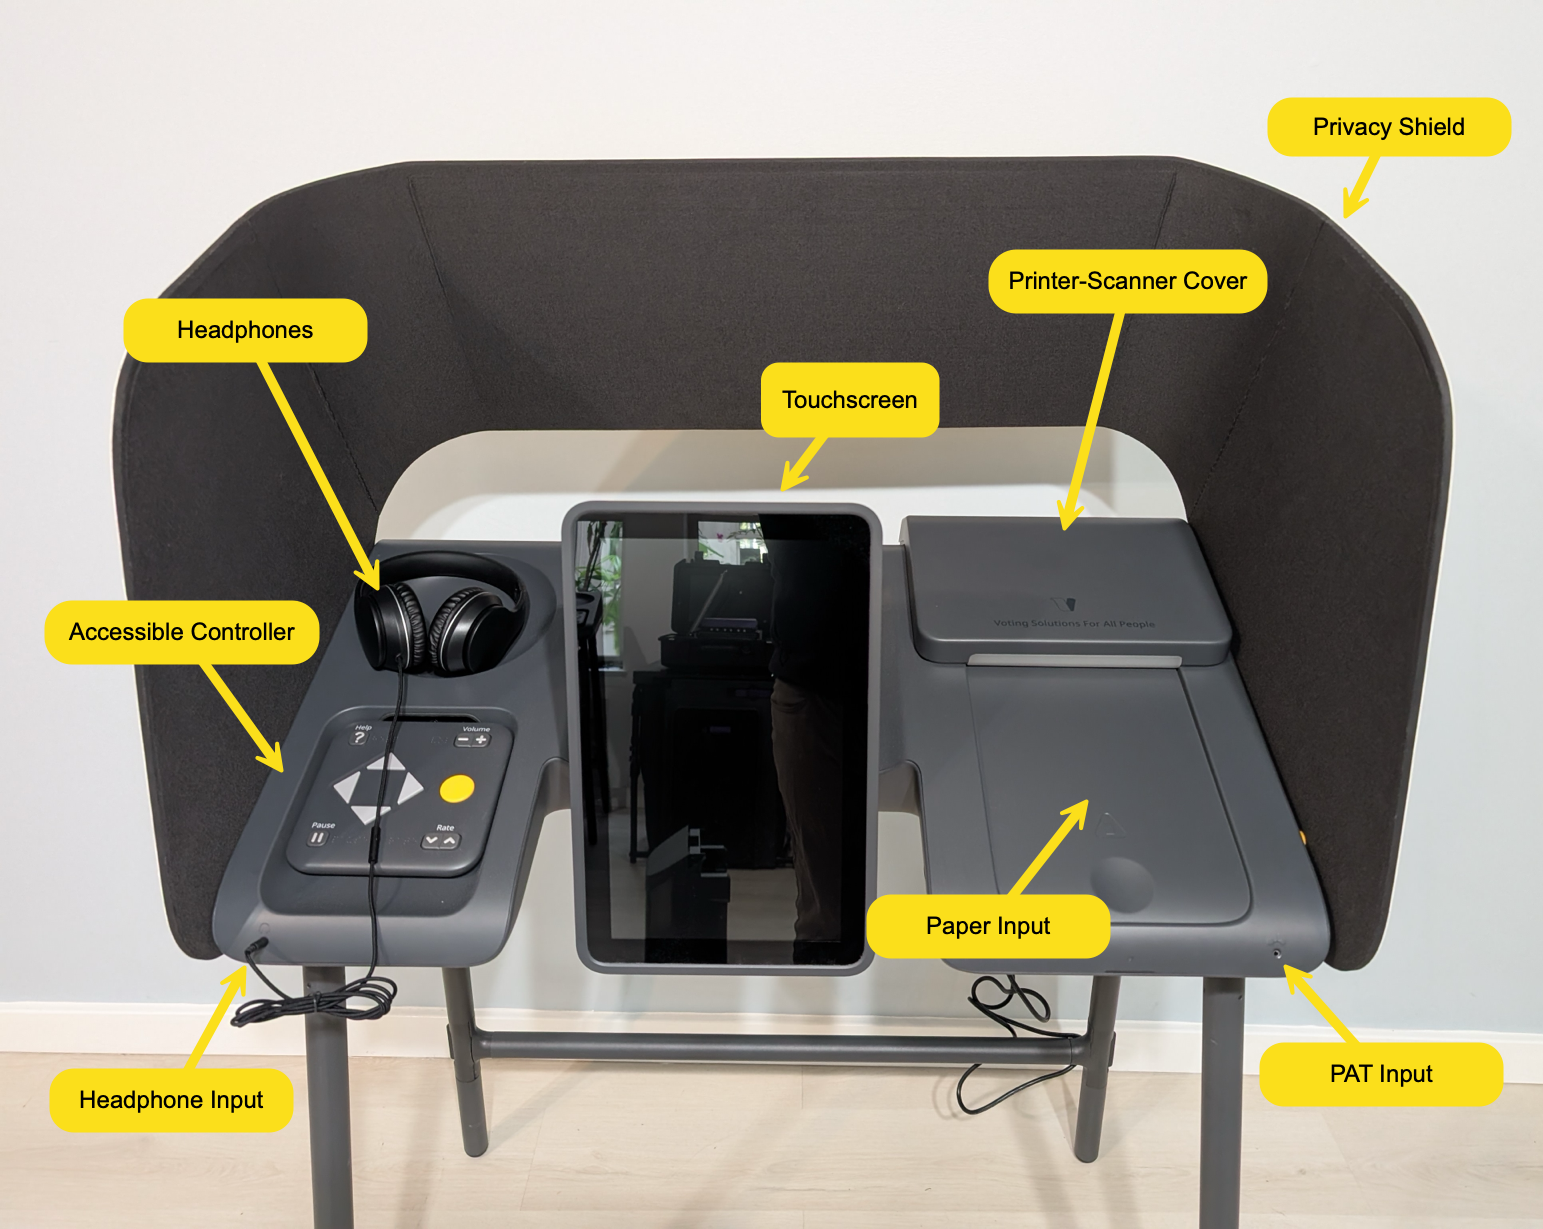 Privacy Shield
Printer-Scanner Cover
Headphones
Touchscreen
Voting Solutions For All People
Accessible Controller
Help
?
Volume
− +
Pause
Rate
Paper Input
PAT Input
Headphone Input